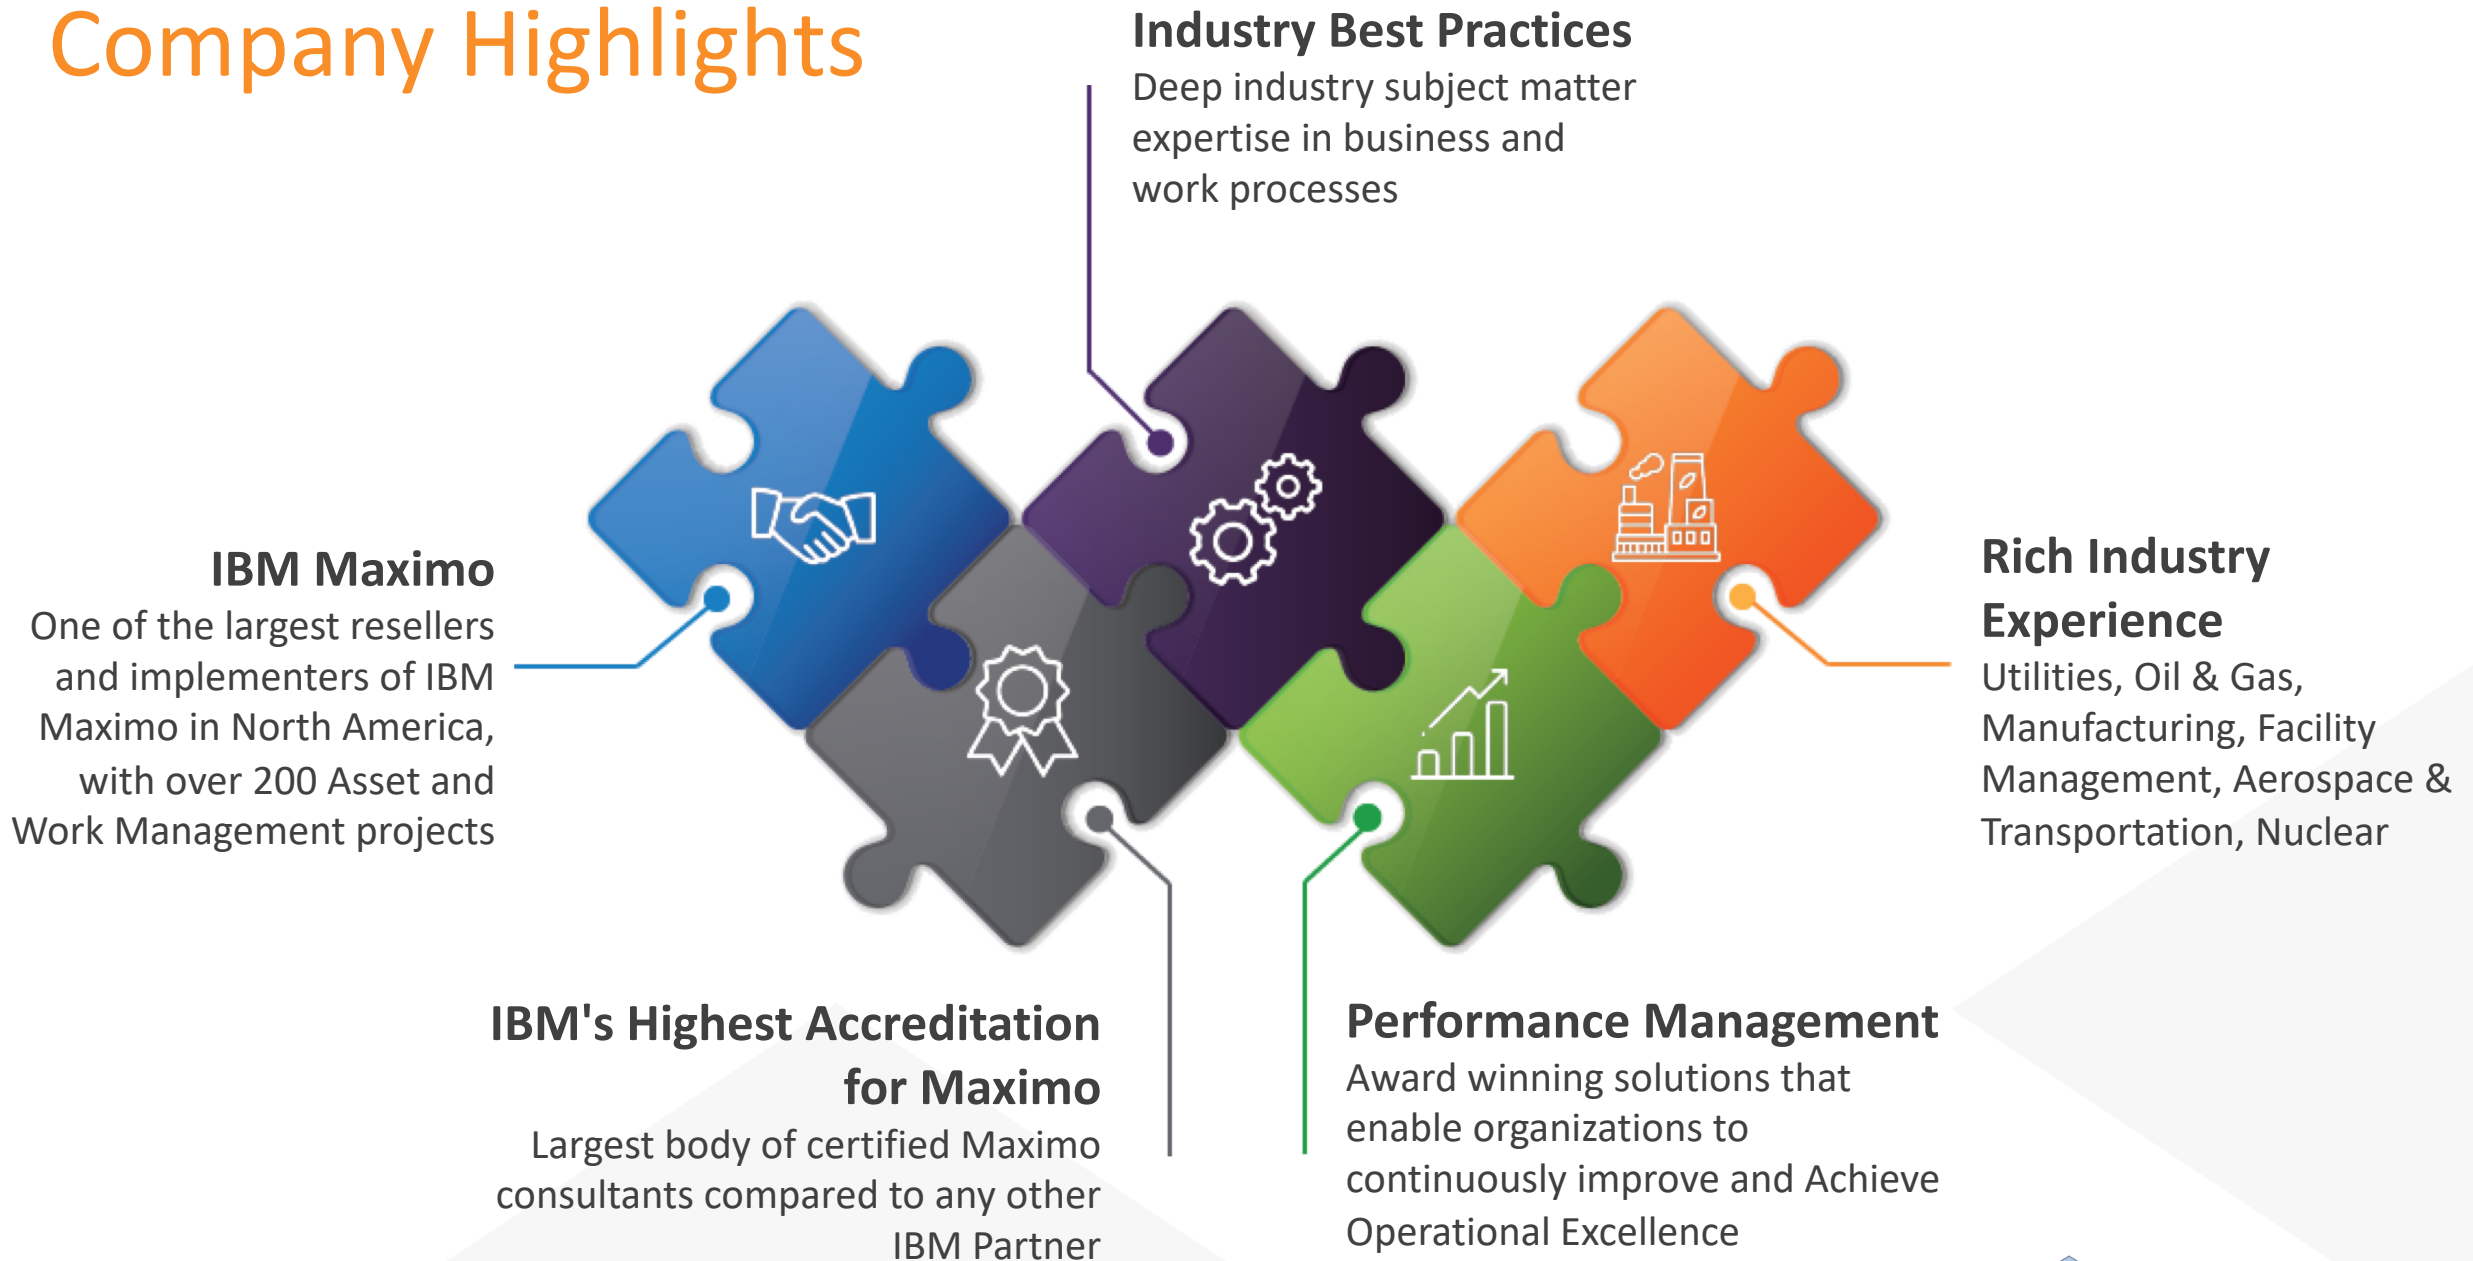 Company Highlights
Industry Best Practices
Deep industry subject matter
expertise in business and
work processes
IBM Maximo
One of the largest resellers
and implementers of IBM
Maximo in North America,
with over 200 Asset and
Work Management projects
Rich Industry
Experience
Utilities, Oil & Gas,
Manufacturing, Facility
Management, Aerospace &
Transportation, Nuclear
IBM's Highest Accreditation
for Maximo
Largest body of certified Maximo
consultants compared to any other
IBM Partner
Performance Management
Award winning solutions that
enable organizations to
continuously improve and Achieve
Operational Excellence